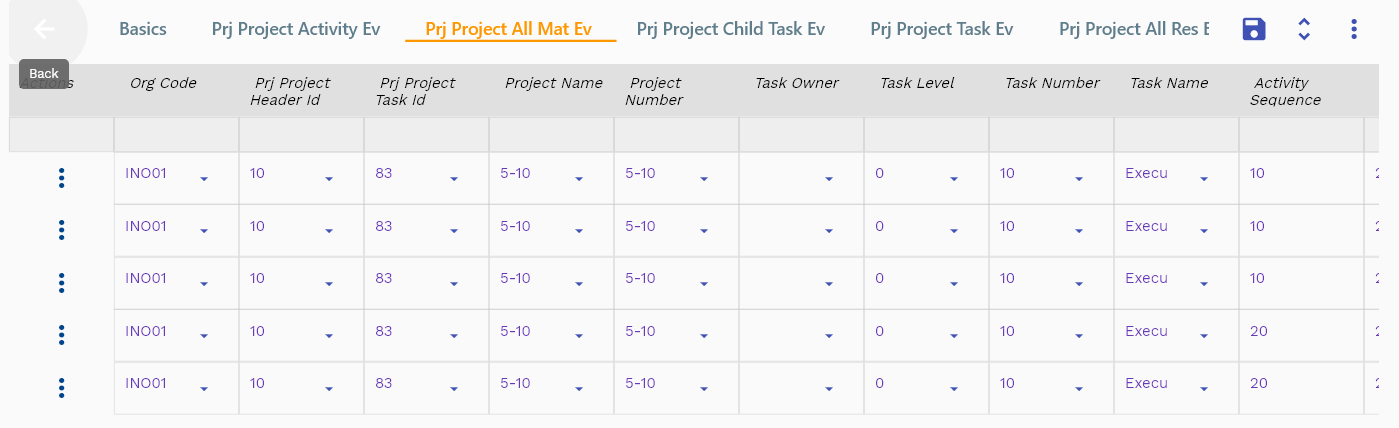 Basics Prj Project Activity Ev Prj Project All Mat Ev Prj Project Child Task Ev Prj Task Ev Prj Project All Res E
Back
Actions Org Code Prj Project Header Id Prj Project Task Id Project Name Project Number Task Owner Task Level Task Number Task Name Activity Sequence
INO01 10 83 5-10 5-10 0 10 Execu 10 2
INO01 10 83 5-10 5-10 0 10 Execu 10 2
INO01 10 83 5-10 5-10 0 10 Execu 10 2
INO01 10 83 5-10 5-10 0 10 Execu 20 2
INO01 10 83 5-10 5-10 0 10 Execu 20 2